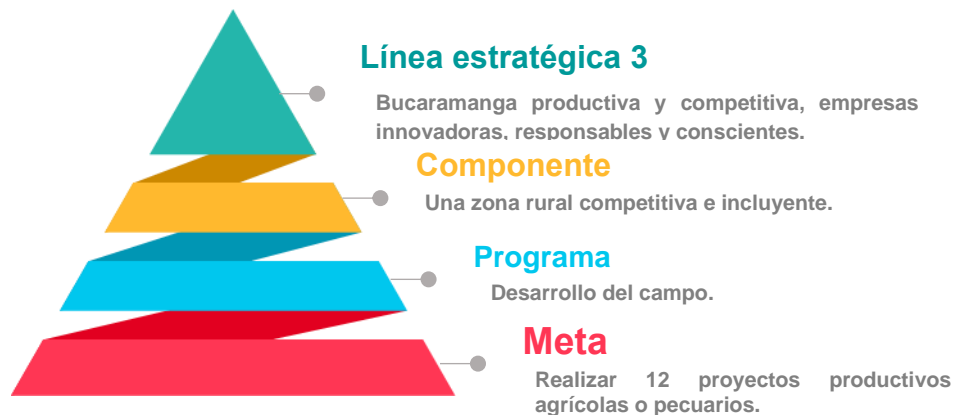 Línea estratégica 3
Bucaramanga productiva y competitiva, empresas
innovadoras, responsables y conscientes.
Componente
Una zona rural competitiva e incluyente.
Programa
Desarrollo del campo.
Meta
Realizar 12 proyectos productivos
agrícolas o pecuarios.